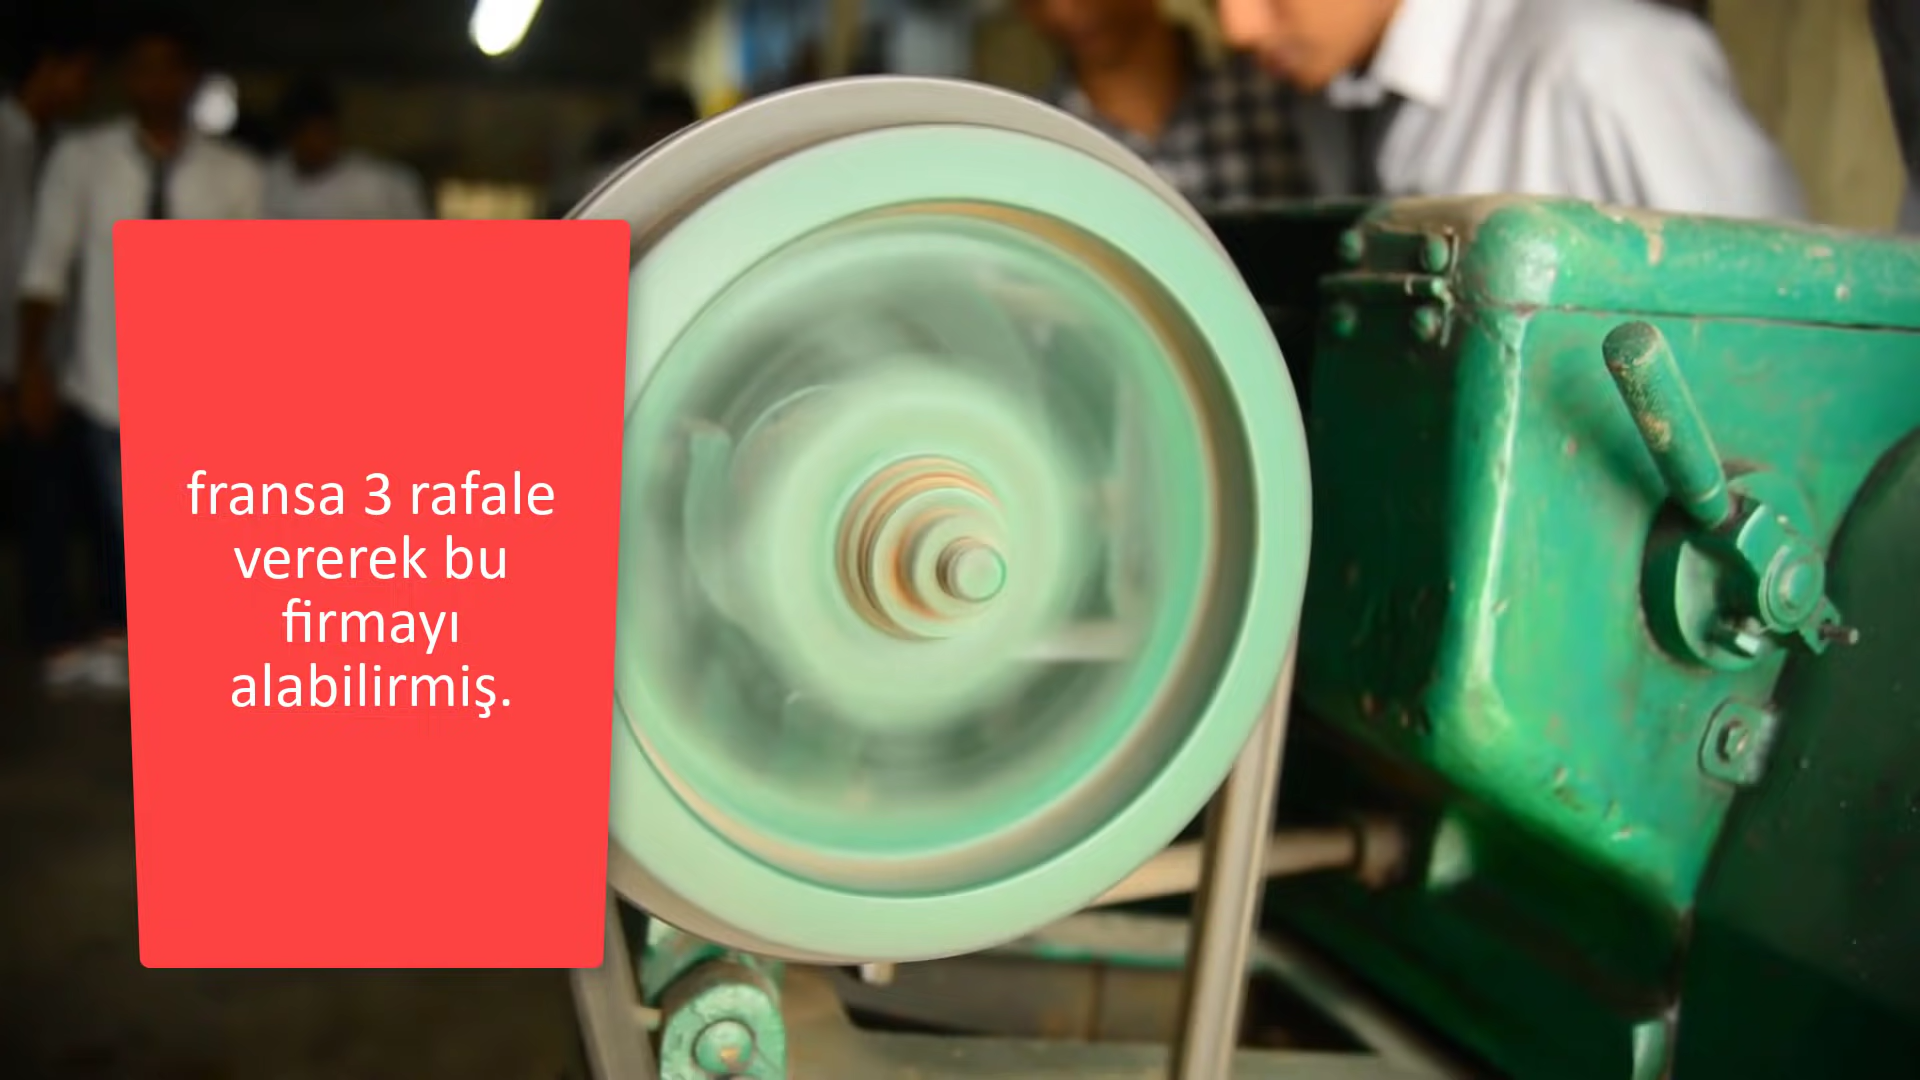 fransa 3 rafale
vererek bu
firmayı
alabilirmiş.